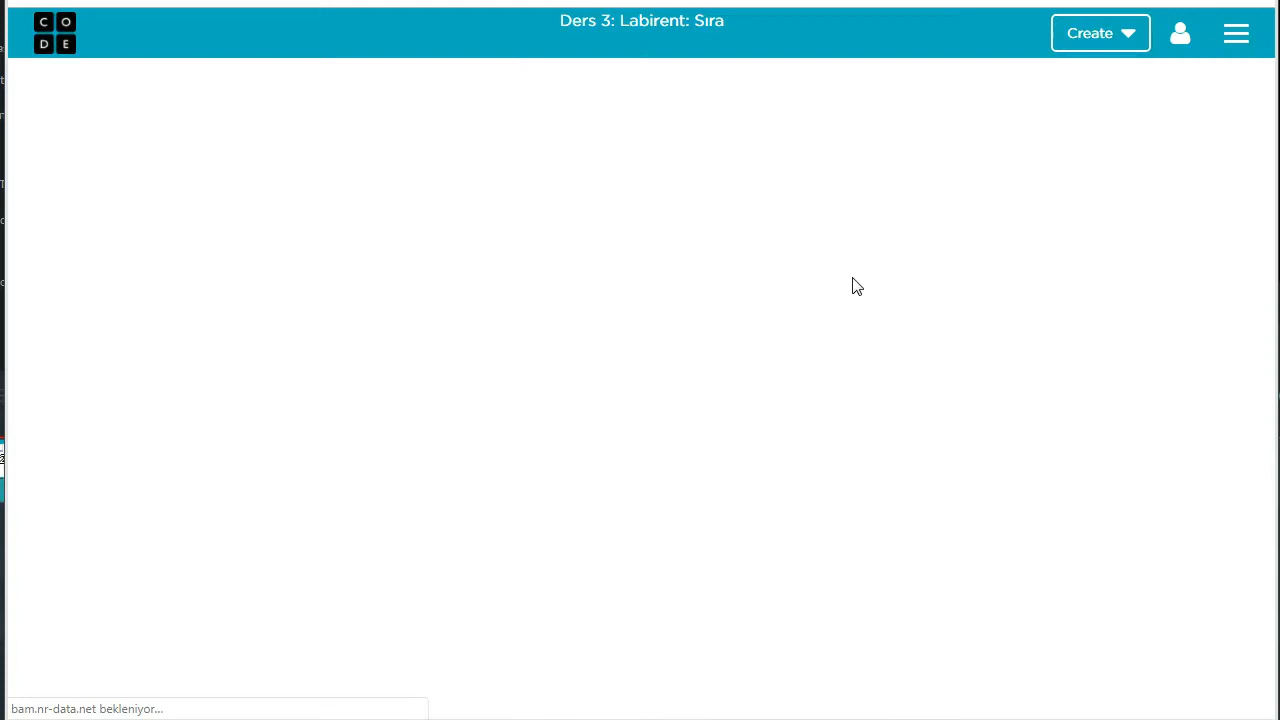 C O
D E
Ders 3: Labirent: Sıra
Create
bam.nr-data.net bekleniyor...